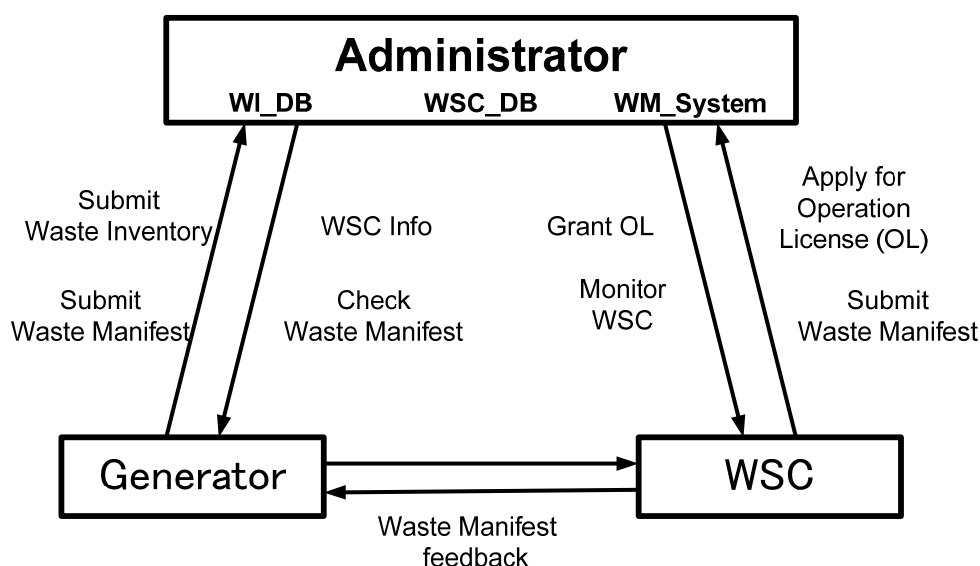 Administrator
WI_DB WSC_DB WM_System
Submit
Waste Inventory
WSC Info
Grant OL
Apply for
Operation
License (OL)
Submit
Waste Manifest
Check
Waste Manifest
Monitor
WSC
Submit
Waste Manifest
Generator
WSC
Waste Manifest
feedback